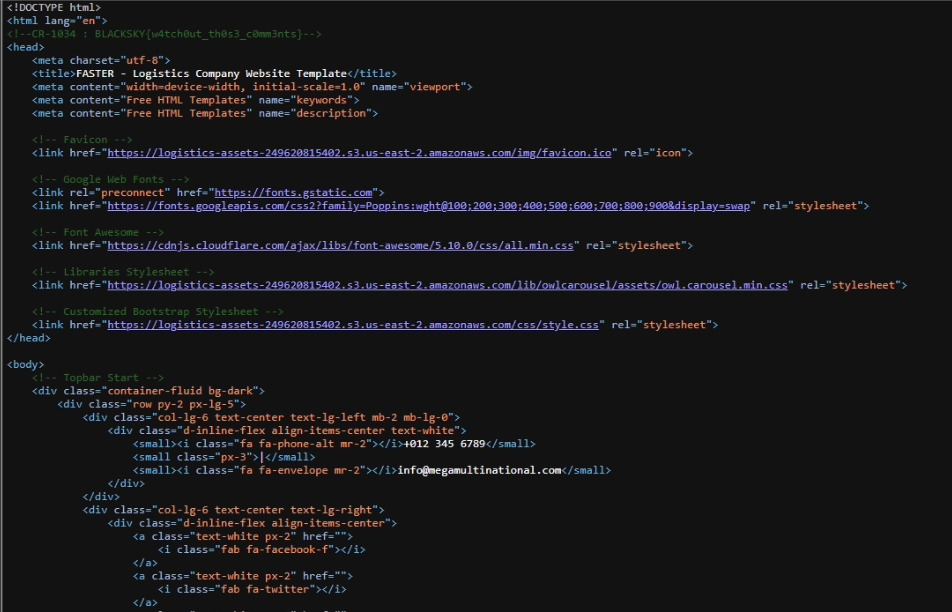 <!DOCTYPE html>
<html lang="en">
<!--CR-1034 : BLACKSKY{w4tch0ut_th0s3_c0mm3nts}-->
<head>
    <meta charset="utf-8">
    <title>FASTER - Logistics Company Website Template</title>
    <meta content="width=device-width, initial-scale=1.0" name="viewport">
    <meta content="Free HTML Templates" name="keywords">
    <meta content="Free HTML Templates" name="description">

    <!-- Favicon -->
    <link href="https://logistics-assets-249620815402.s3.us-east-2.amazonaws.com/img/favicon.ico" rel="icon">

    <!-- Google Web Fonts -->
    <link rel="preconnect" href="https://fonts.gstatic.com">
    <link href="https://fonts.googleapis.com/css2?family=Poppins:wght@100;200;300;400;500;600;700;800;900&display=swap" rel="stylesheet">

    <!-- Font Awesome -->
    <link href="https://cdnjs.cloudflare.com/ajax/libs/font-awesome/5.10.0/css/all.min.css" rel="stylesheet">

    <!-- Libraries Stylesheet -->
    <link href="https://logistics-assets-249620815402.s3.us-east-2.amazonaws.com/lib/owlcarousel/assets/owl.carousel.min.css" rel="stylesheet">

    <!-- Customized Bootstrap Stylesheet -->
    <link href="https://logistics-assets-249620815402.s3.us-east-2.amazonaws.com/css/style.css" rel="stylesheet">
</head>

<body>
    <!-- Topbar Start -->
    <div class="container-fluid bg-dark">
        <div class="row py-2 px-lg-5">
            <div class="col-lg-6 text-center text-lg-left mb-2 mb-lg-0">
                <div class="d-inline-flex align-items-center text-white">
                    <small><i class="fa fa-phone-alt mr-2"></i>+012 345 6789</small>
                    <small class="px-3">|</small>
                    <small><i class="fa fa-envelope mr-2"></i>info@megamultinational.com</small>
                </div>
            </div>
            <div class="col-lg-6 text-center text-lg-right">
                <div class="d-inline-flex align-items-center">
                    <a class="text-white px-2" href="">
                        <i class="fab fa-facebook-f"></i>
                    </a>
                    <a class="text-white px-2" href="">
                        <i class="fab fa-twitter"></i>
                    </a>